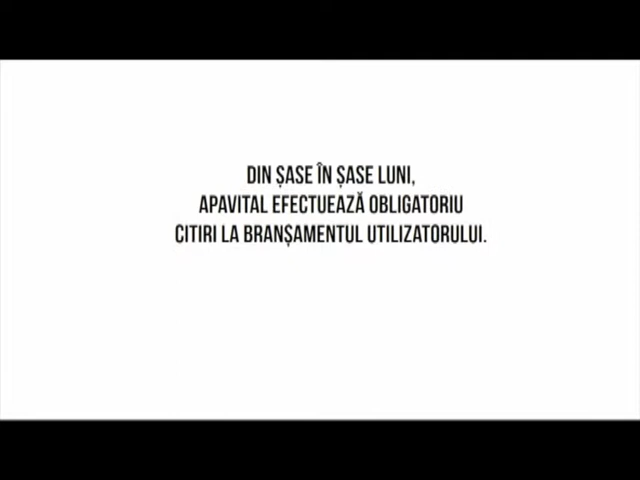 DIN ȘASE ÎN ȘASE LUNI,
APAVITAL EFECTUEAZĂ OBLIGATORIU
CITIRI LA BRANȘAMENTUL UTILIZATORULUI.